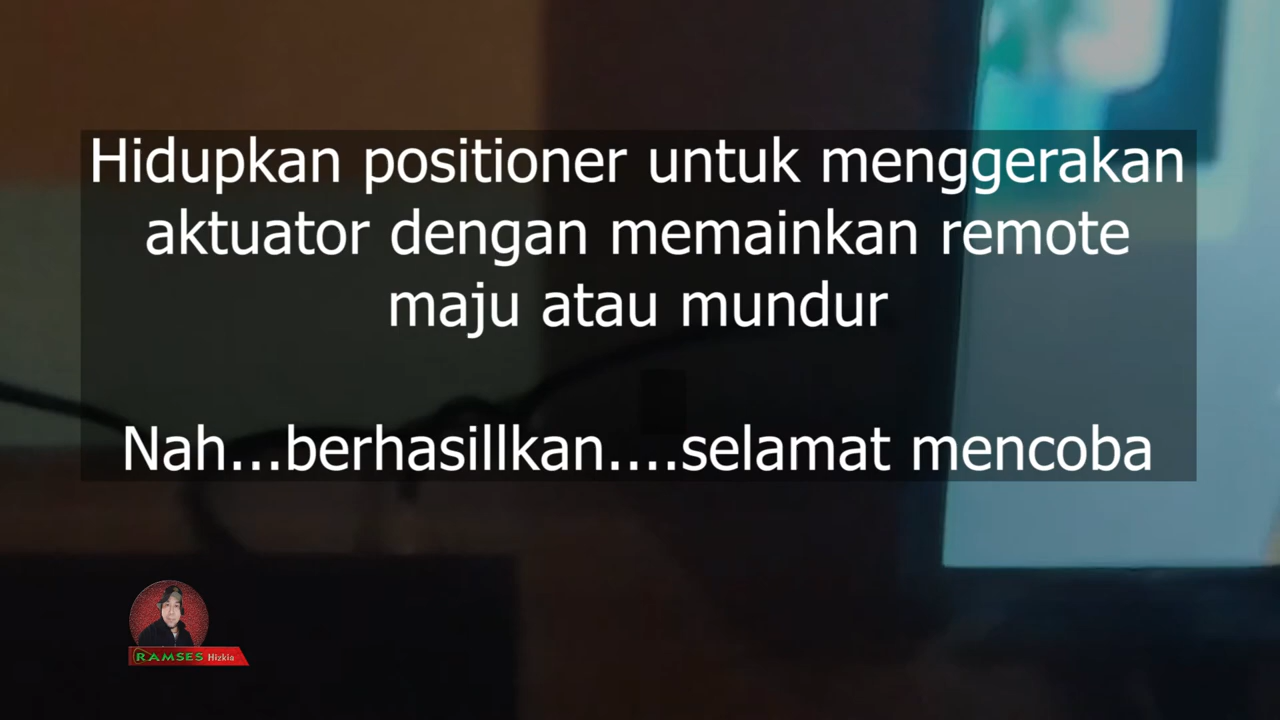 Hidupkan positioner untuk menggerakan
aktuator dengan memainkan remote
maju atau mundur
Nah...berhasillkan....selamat mencoba
RAMSES Hizkia